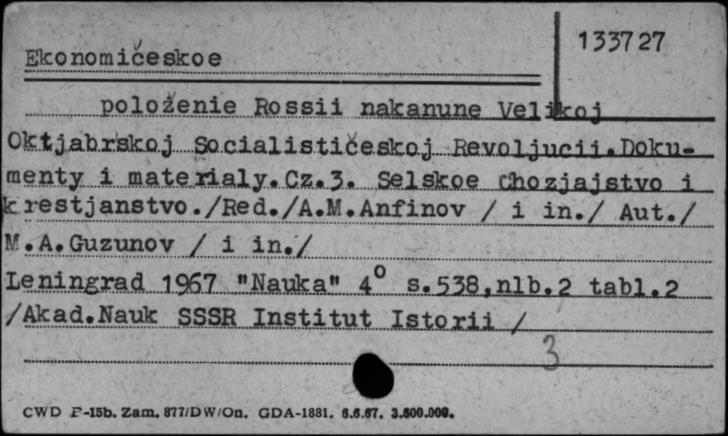 133727
Ekonomičeskoe
položenie Rossii nakanune Velikoj
Oktjabrskoj Socialističeskoj Revoljucii.Doku-
menty i materialy.Cz.3. Selskoe Chozjajstvo i
krestjanstvo./Red./A.M.Anfinov / i in./ Aut./
M.A.Guzunov / i in./
Leningrad 1967 "Nauka" 4° s.538,nlb.2 tabl.2
/Akad.Nauk SSSR Institut Istorii /
3
CWD P-15b. Zam. 877/DW/On. GDA-1881. 6.6.67. 3.600.000.